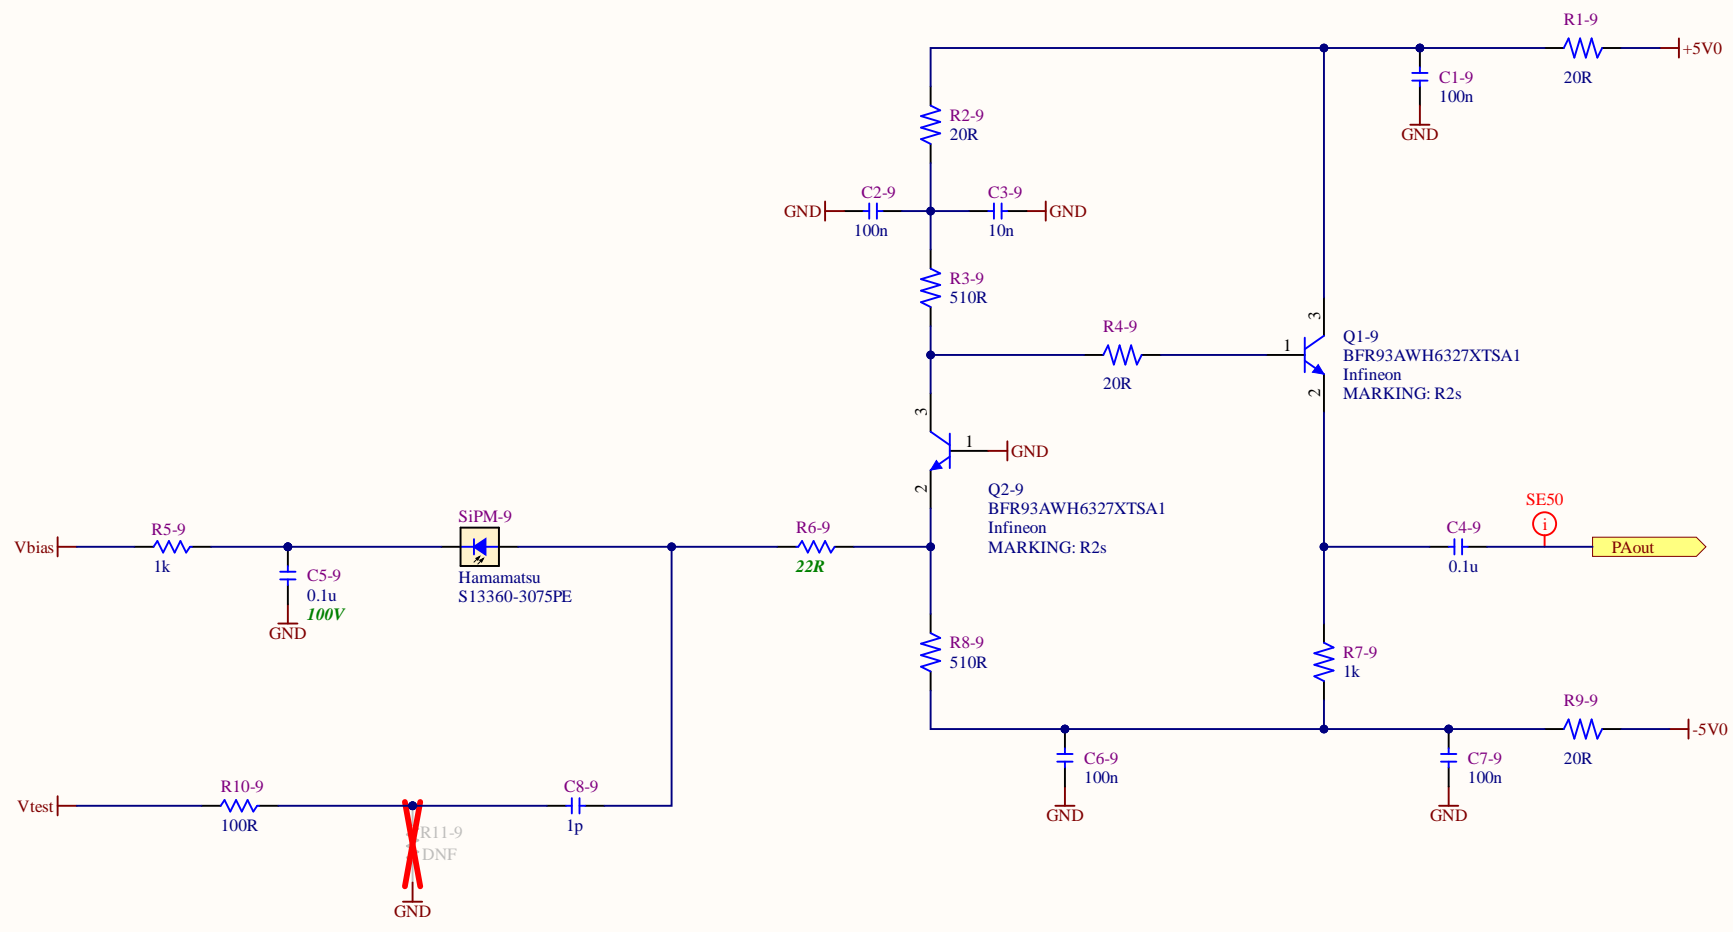 R1-9
+5V0
20R
C1-9
100n
GND
R2-9
20R
C2-9
C3-9
GND
GND
100n
10n
R3-9
510R
R4-9
20R
3
1
2
Q1-9
BFR93AWH6327XTSA1
Infineon
MARKING: R2s
3
1
2
GND
Q2-9
BFR93AWH6327XTSA1
Infineon
MARKING: R2s
Vbias
R5-9
1k
C5-9
0.1u
100V
GND
SiPM-9
Hamamatsu
S13360-3075PE
R6-9
22R
SE50
i
C4-9
0.1u
PAout
R8-9
510R
R7-9
1k
R9-9
20R
-5V0
C6-9
100n
GND
C7-9
100n
GND
Vtest
R10-9
100R
R11-9
DNF
GND
C8-9
1p